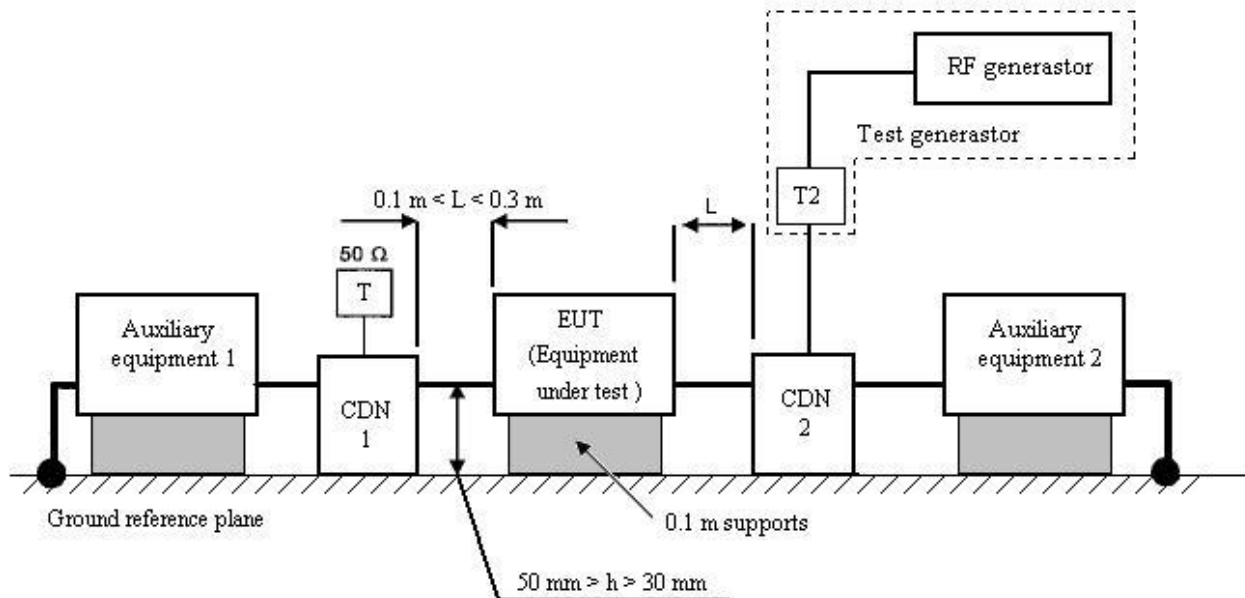 RF generastor
Test generastor
T2
0.1 m < L < 0.3 m
L
50 Ω
T
Auxiliary
equipment 1
CDN
1
EUT
(Equipment
under test )
CDN
2
Auxiliary
equipment 2
Ground reference plane
0.1 m supports
50 mm > h > 30 mm